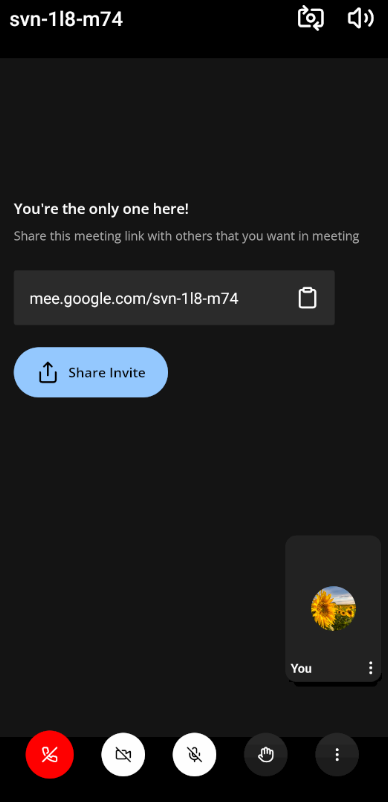 svn-1l8-m74
You're the only one here!
Share this meeting link with others that you want in meeting
mee.google.com/svn-1l8-m74
Share Invite
You